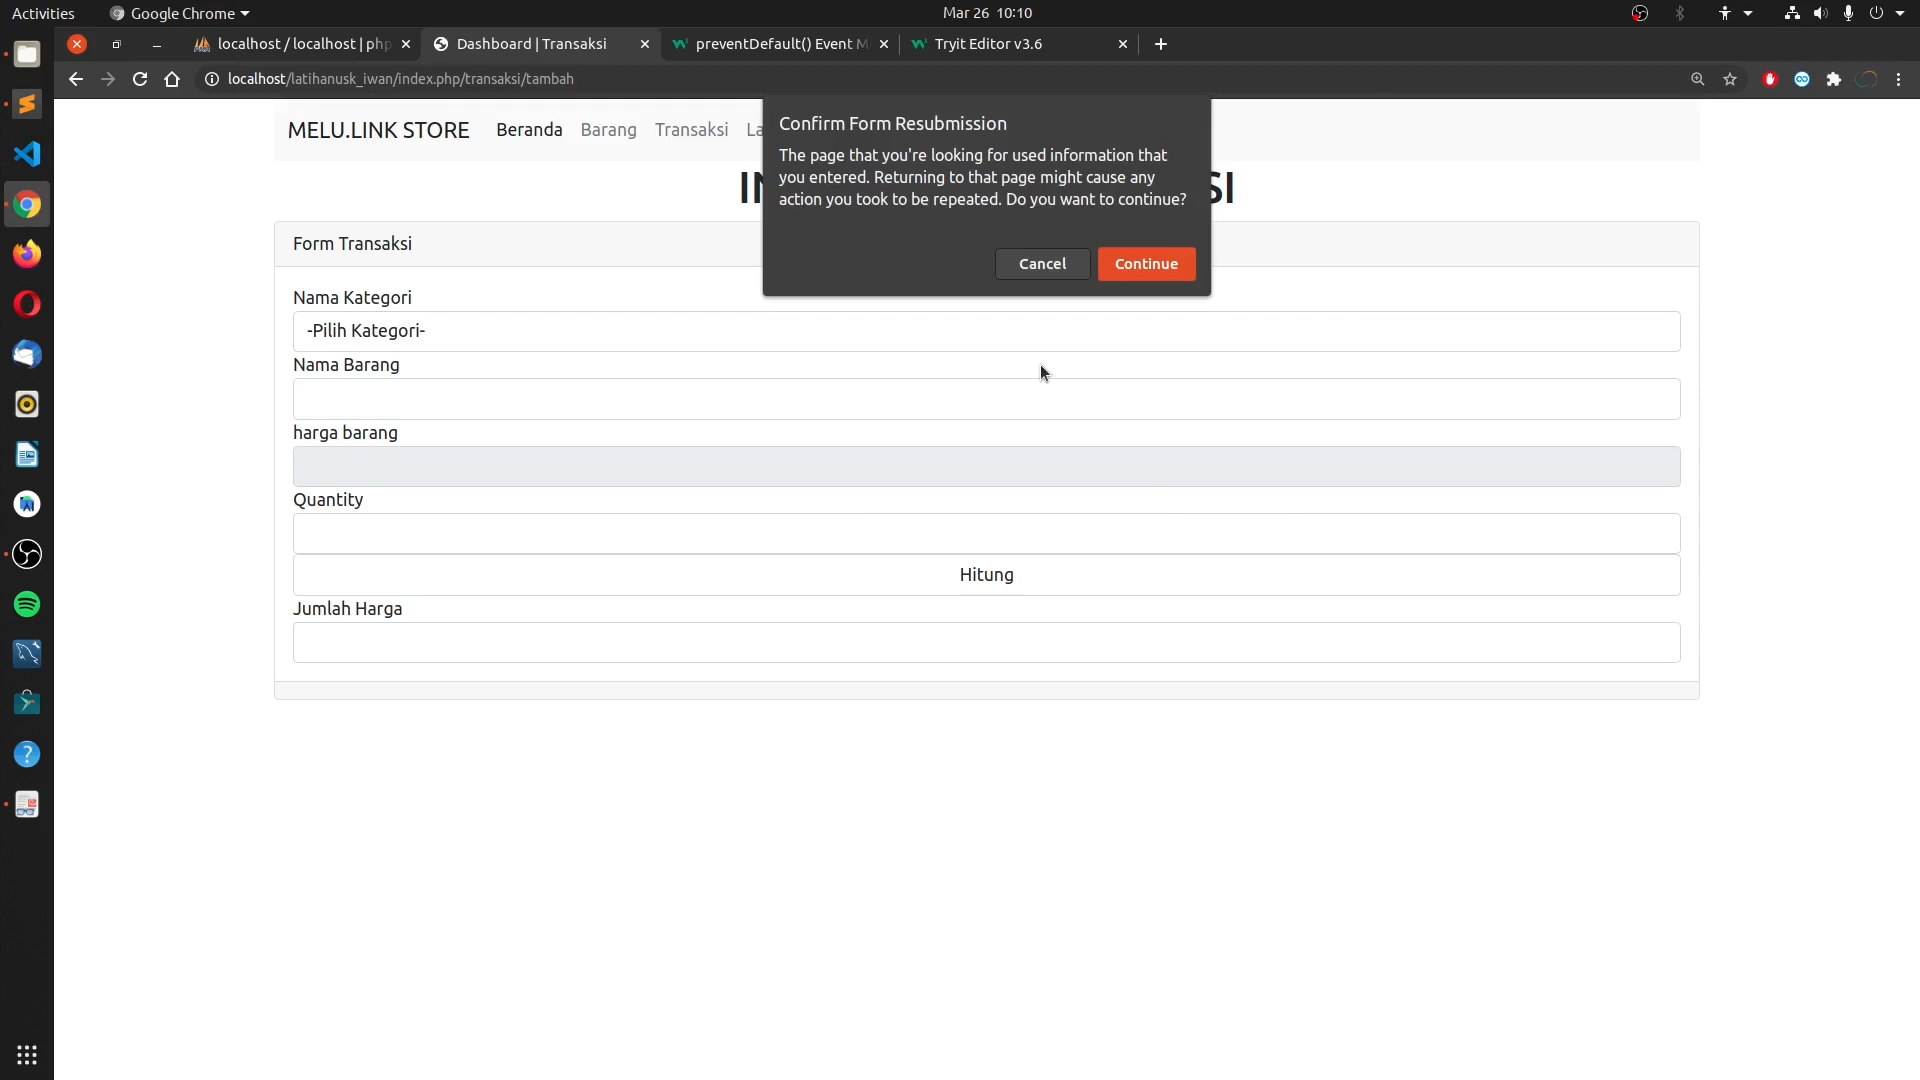 Activities
Google Chrome
Mar 26 10:10
localhost / localhost | php
Dashboard | Transaksi
preventDefault() Event M
Tryit Editor v3.6
localhost/latihanusk_iwan/index.php/transaksi/tambah
MELU.LINK STORE
Beranda
Barang
Transaksi
La
Confirm Form Resubmission
The page that you're looking for used information that
you entered. Returning to that page might cause any
action you took to be repeated. Do you want to continue?
Cancel
Continue
Form Transaksi
Nama Kategori
-Pilih Kategori-
Nama Barang
harga barang
Quantity
Hitung
Jumlah Harga